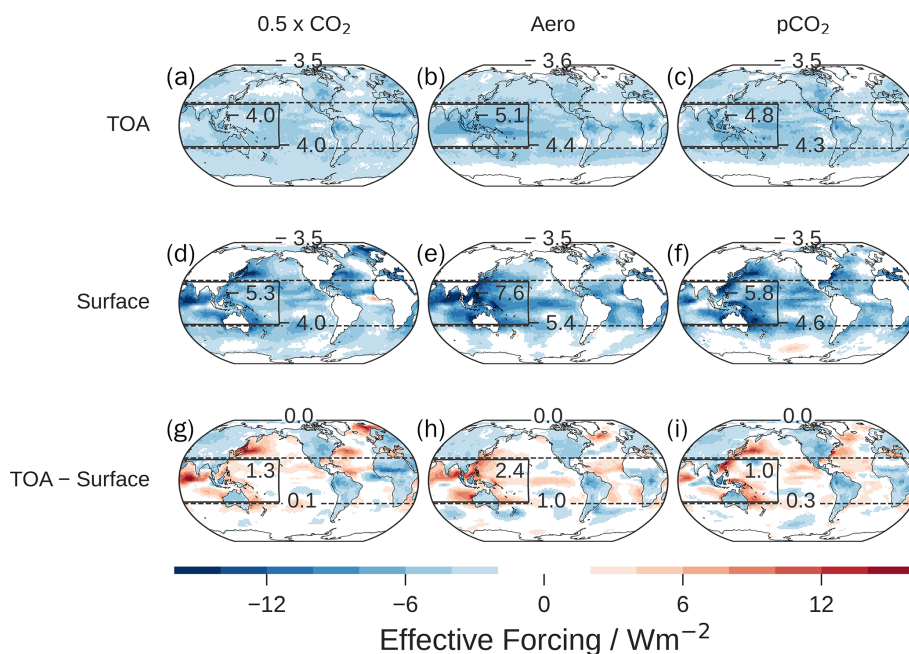 0.5 x CO₂ Aero pCO₂
− 3.5 − 3.6 − 3.5
(a) (b) (c)
TOA − 4.0 − 5.1 − 4.8
− 4.0 − 4.4 − 4.3
− 3.5 − 3.5 − 3.5
(d) (e) (f)
Surface − 5.3 − 7.6 − 5.8
− 4.0 − 5.4 − 4.6
0.0 0.0 0.0
(g) (h) (i)
TOA − Surface 1.3 2.4 1.0
0.1 1.0 0.3
−12 −6 0 6 12
Effective Forcing / Wm⁻²